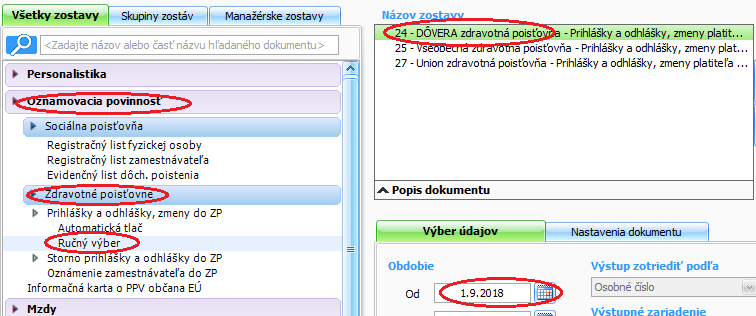 Všetky zostavy
Skupiny zostáv
Manažérske zostavy
<Zadajte názov alebo časť názvu hľadaného dokumentu>
Personalistika
Oznamovacia povinnosť
Sociálna poisťovňa
Registračný list fyzickej osoby
Registračný list zamestnávateľa
Evidenčný list dôch. poistenia
Zdravotné poisťovne
Prihlášky a odhlášky, zmeny do ZP
Automatická tlač
Ručný výber
Storno prihlášky a odhlášky do ZP
Oznámenie zamestnávateľa do ZP
Informačná karta o PPV občana EÚ
Mzdy
Názov zostavy
24 - DÔVERA zdravotná poisťovňa - Prihlášky a odhlášky, zmeny platit...
25 - Všeobecná zdravotná poisťovňa - Prihlášky a odhlášky, zmeny pl...
27 - Union zdravotná poisťovňa - Prihlášky a odhlášky, zmeny platiteľa ...
Popis dokumentu
Výber údajov
Nastavenia dokumentu
Obdobie
Výstup zotriediť podľa
Od 1.9.2018
Osobné číslo
Výstupné zariadenie